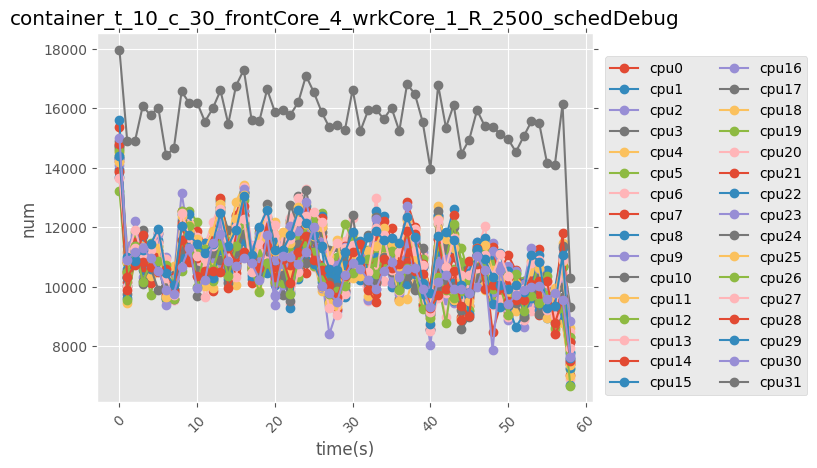 container_t_10_c_30_frontCore_4_wrkCore_1_R_2500_schedDebug
18000
16000
14000
12000
10000
8000
num
0
10
20
30
40
50
60
time(s)
cpu0
cpu1
cpu2
cpu3
cpu4
cpu5
cpu6
cpu7
cpu8
cpu9
cpu10
cpu11
cpu12
cpu13
cpu14
cpu15
cpu16
cpu17
cpu18
cpu19
cpu20
cpu21
cpu22
cpu23
cpu24
cpu25
cpu26
cpu27
cpu28
cpu29
cpu30
cpu31